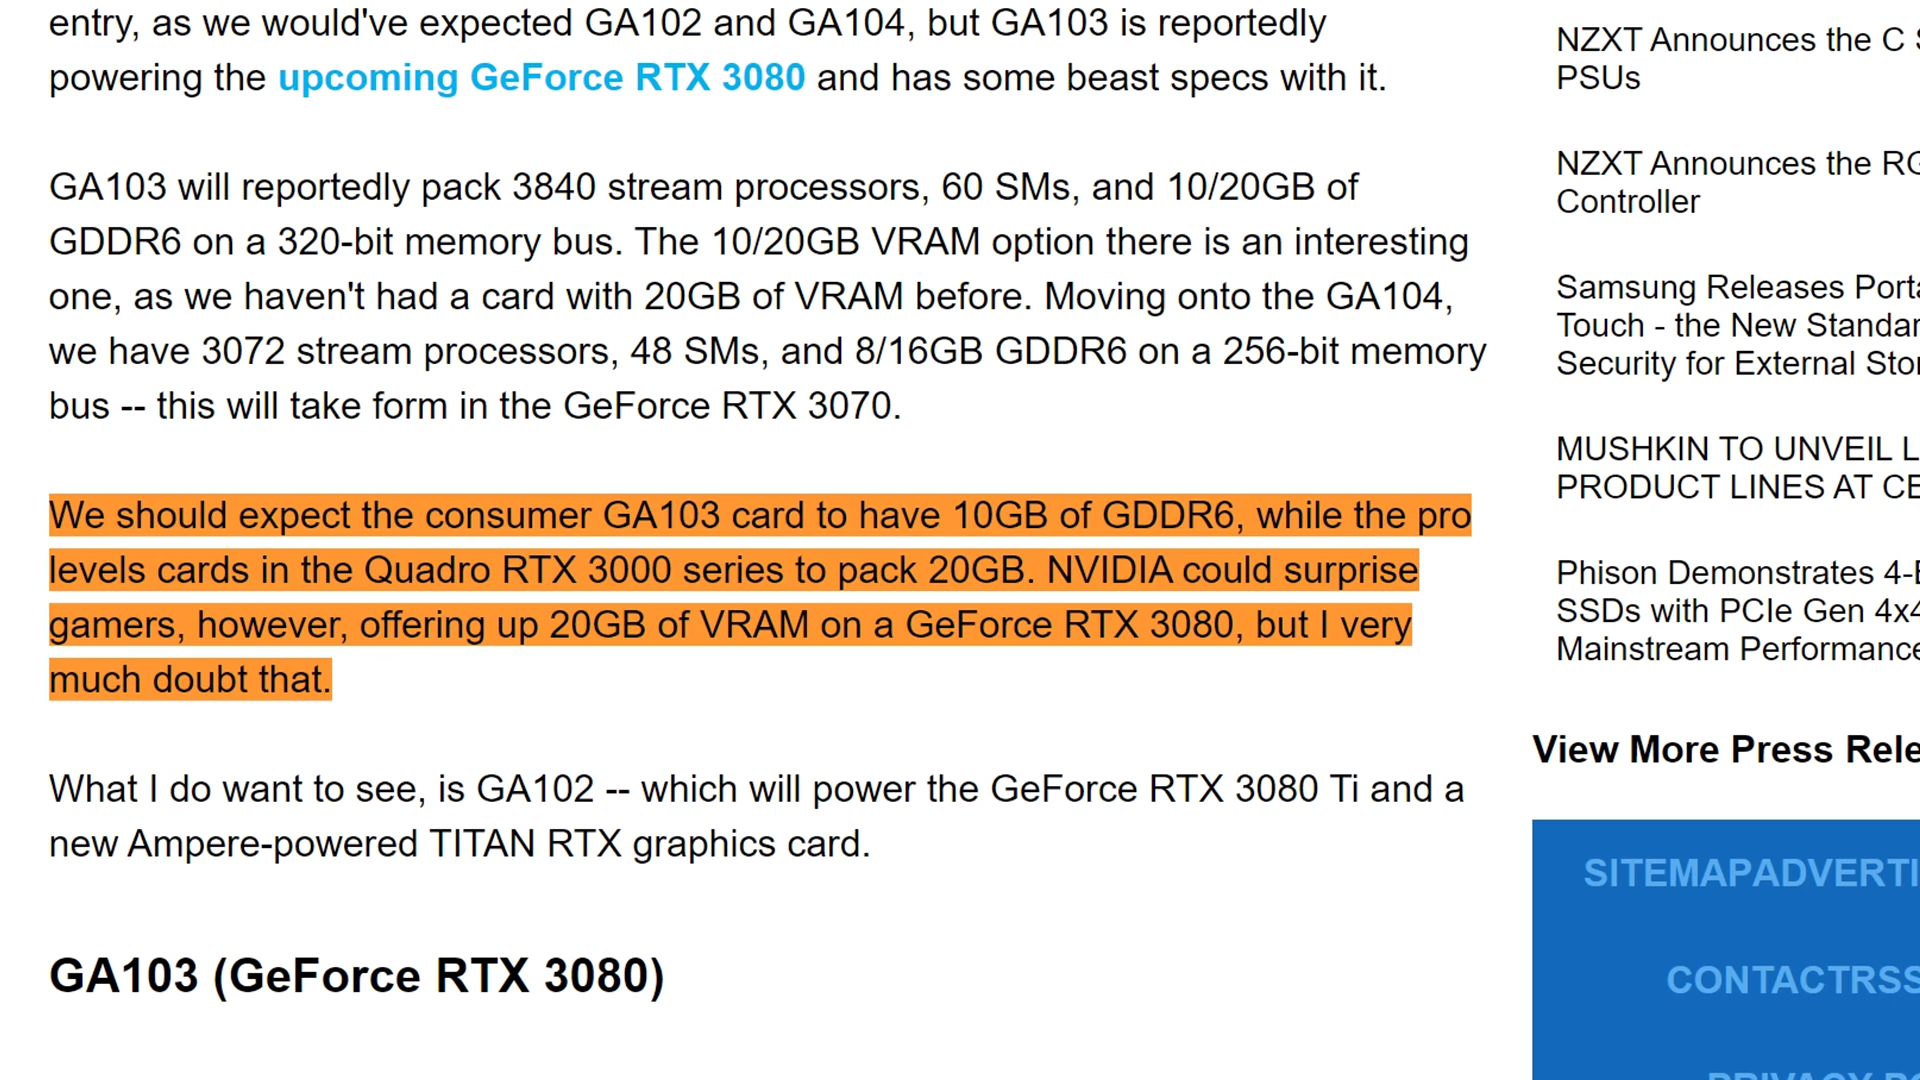 entry, as we would've expected GA102 and GA104, but GA103 is reportedly
powering the upcoming GeForce RTX 3080 and has some beast specs with it.
GA103 will reportedly pack 3840 stream processors, 60 SMs, and 10/20GB of
GDDR6 on a 320-bit memory bus. The 10/20GB VRAM option there is an interesting
one, as we haven't had a card with 20GB of VRAM before. Moving onto the GA104,
we have 3072 stream processors, 48 SMs, and 8/16GB GDDR6 on a 256-bit memory
bus -- this will take form in the GeForce RTX 3070.
We should expect the consumer GA103 card to have 10GB of GDDR6, while the pro
levels cards in the Quadro RTX 3000 series to pack 20GB. NVIDIA could surprise
gamers, however, offering up 20GB of VRAM on a GeForce RTX 3080, but I very
much doubt that.
What I do want to see, is GA102 -- which will power the GeForce RTX 3080 Ti and a
new Ampere-powered TITAN RTX graphics card.
GA103 (GeForce RTX 3080)
NZXT Announces the C
PSUs
NZXT Announces the
Controller
Samsung Releases
Touch - the New
Security for External
MUSHKIN TO UNVEIL
PRODUCT LINES AT
Phison Demonstrates
SSDs with PCIe Gen
Mainstream
View More Press
SITEMAP
CONTACT